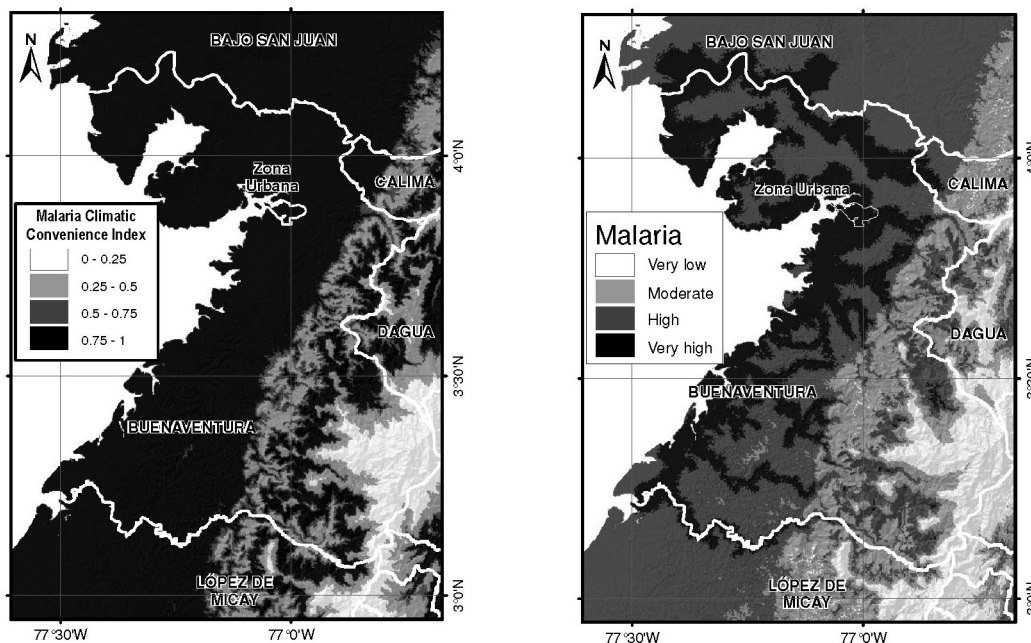 N
BAJO SAN JUAN
Zona
Urbana
CALIMA
Malaria Climatic
Convenience Index
0 - 0.25
0.25 - 0.5
0.5 - 0.75
0.75 - 1
DAGUA
BUENAVENTURA
LÓPEZ DE
MICAY
4°0'N
3°30'N
3°0'N
77°30'W
77°0'W
N
BAJO SAN JUAN
Zona Urbana
CALIMA
Malaria
Very low
Moderate
High
Very high
DAGUA
BUENAVENTURA
LÓPEZ DE
MICAY
77°30'W
77°0'W